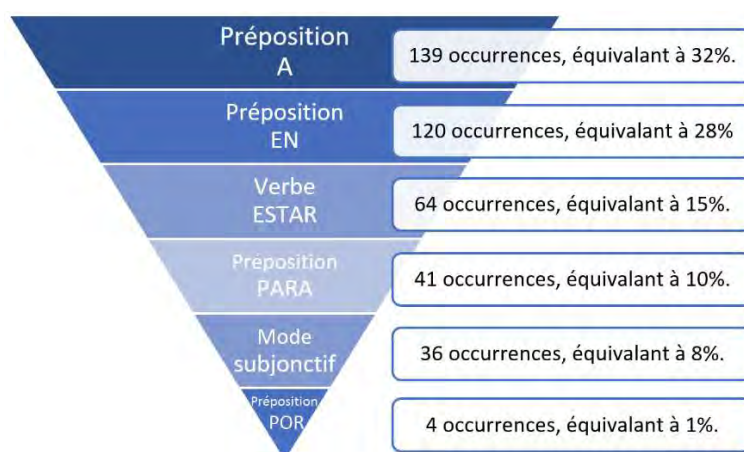 Préposition
A
139 occurrences, équivalant à 32%.
Préposition
EN
120 occurrences, équivalant à 28%
Verbe
ESTAR
64 occurrences, équivalant à 15%.
Préposition
PARA
41 occurrences, équivalant à 10%.
Mode
subjonctif
36 occurrences, équivalant à 8%.
Préposition
POR
4 occurrences, équivalant à 1%.